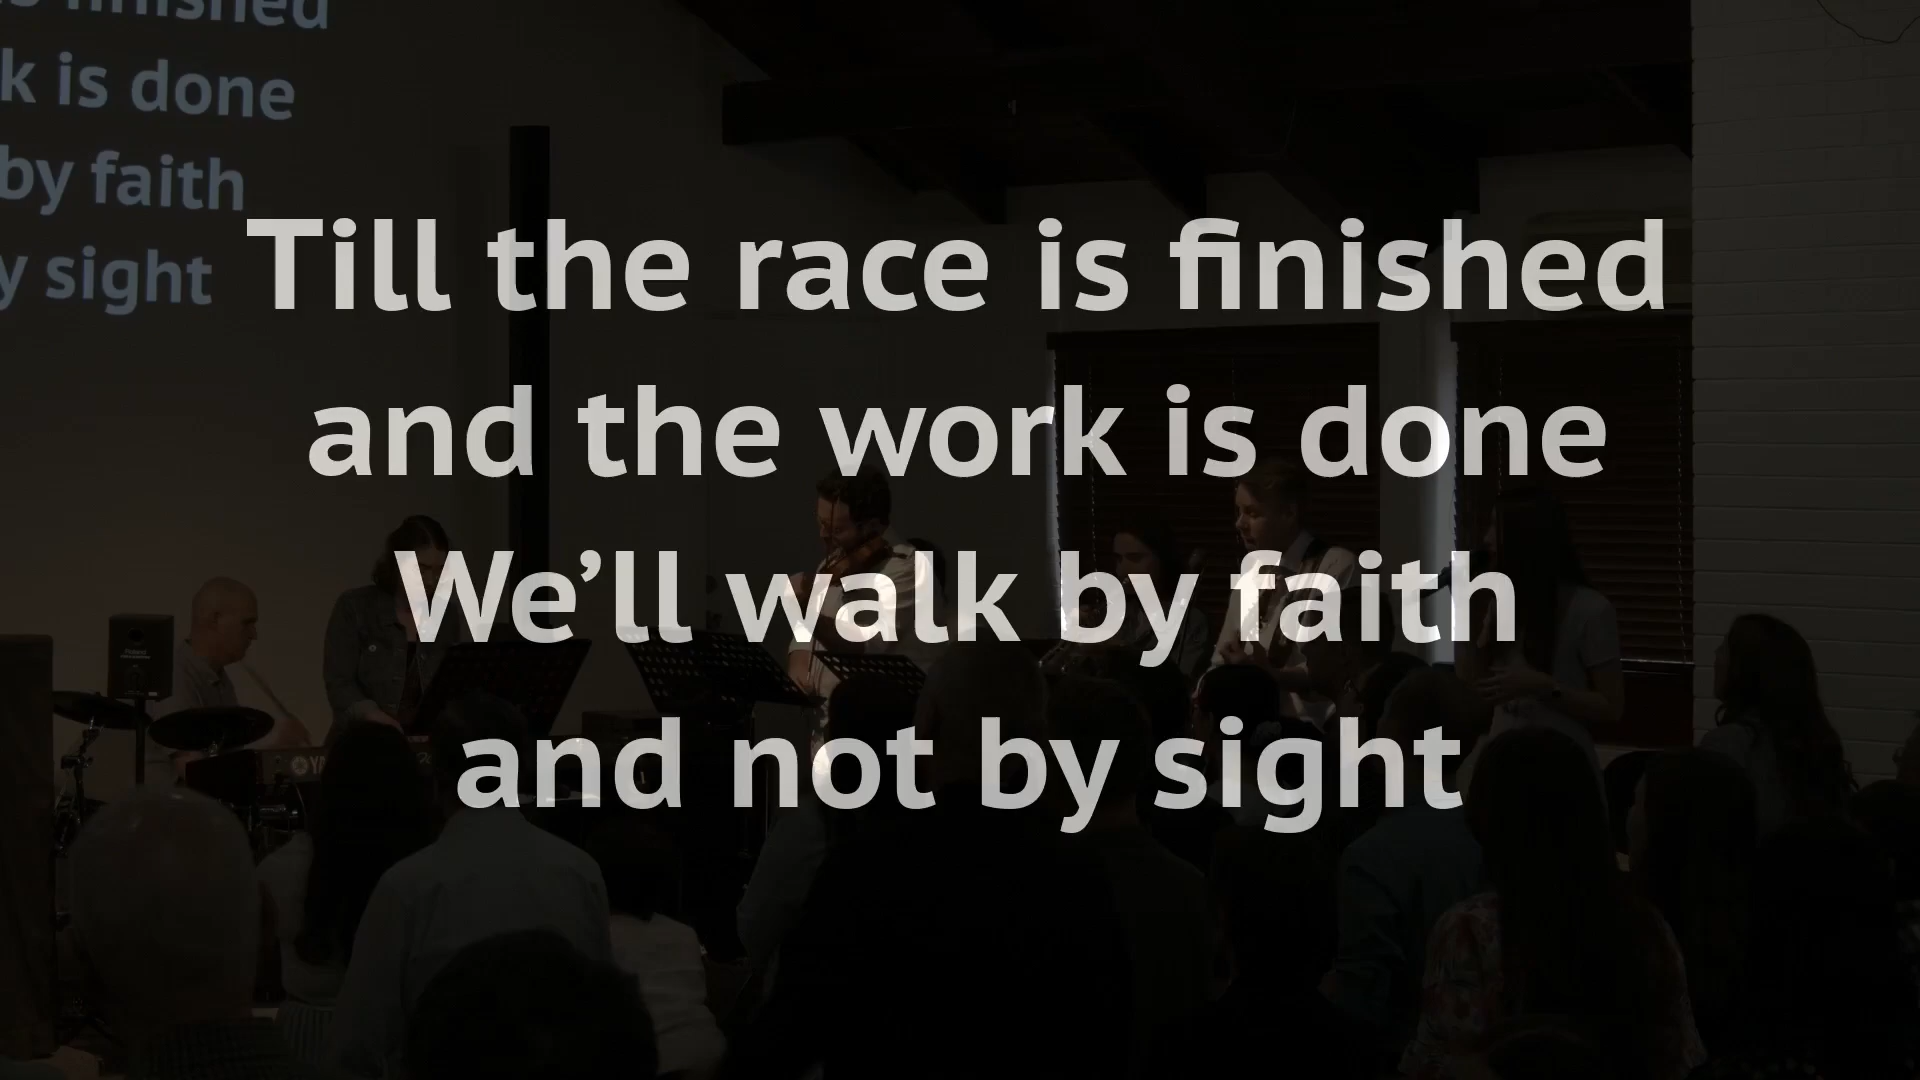 finished
k is done
by faith
y sight
Till the race is finished
and the work is done
We’ll walk by faith
and not by sight